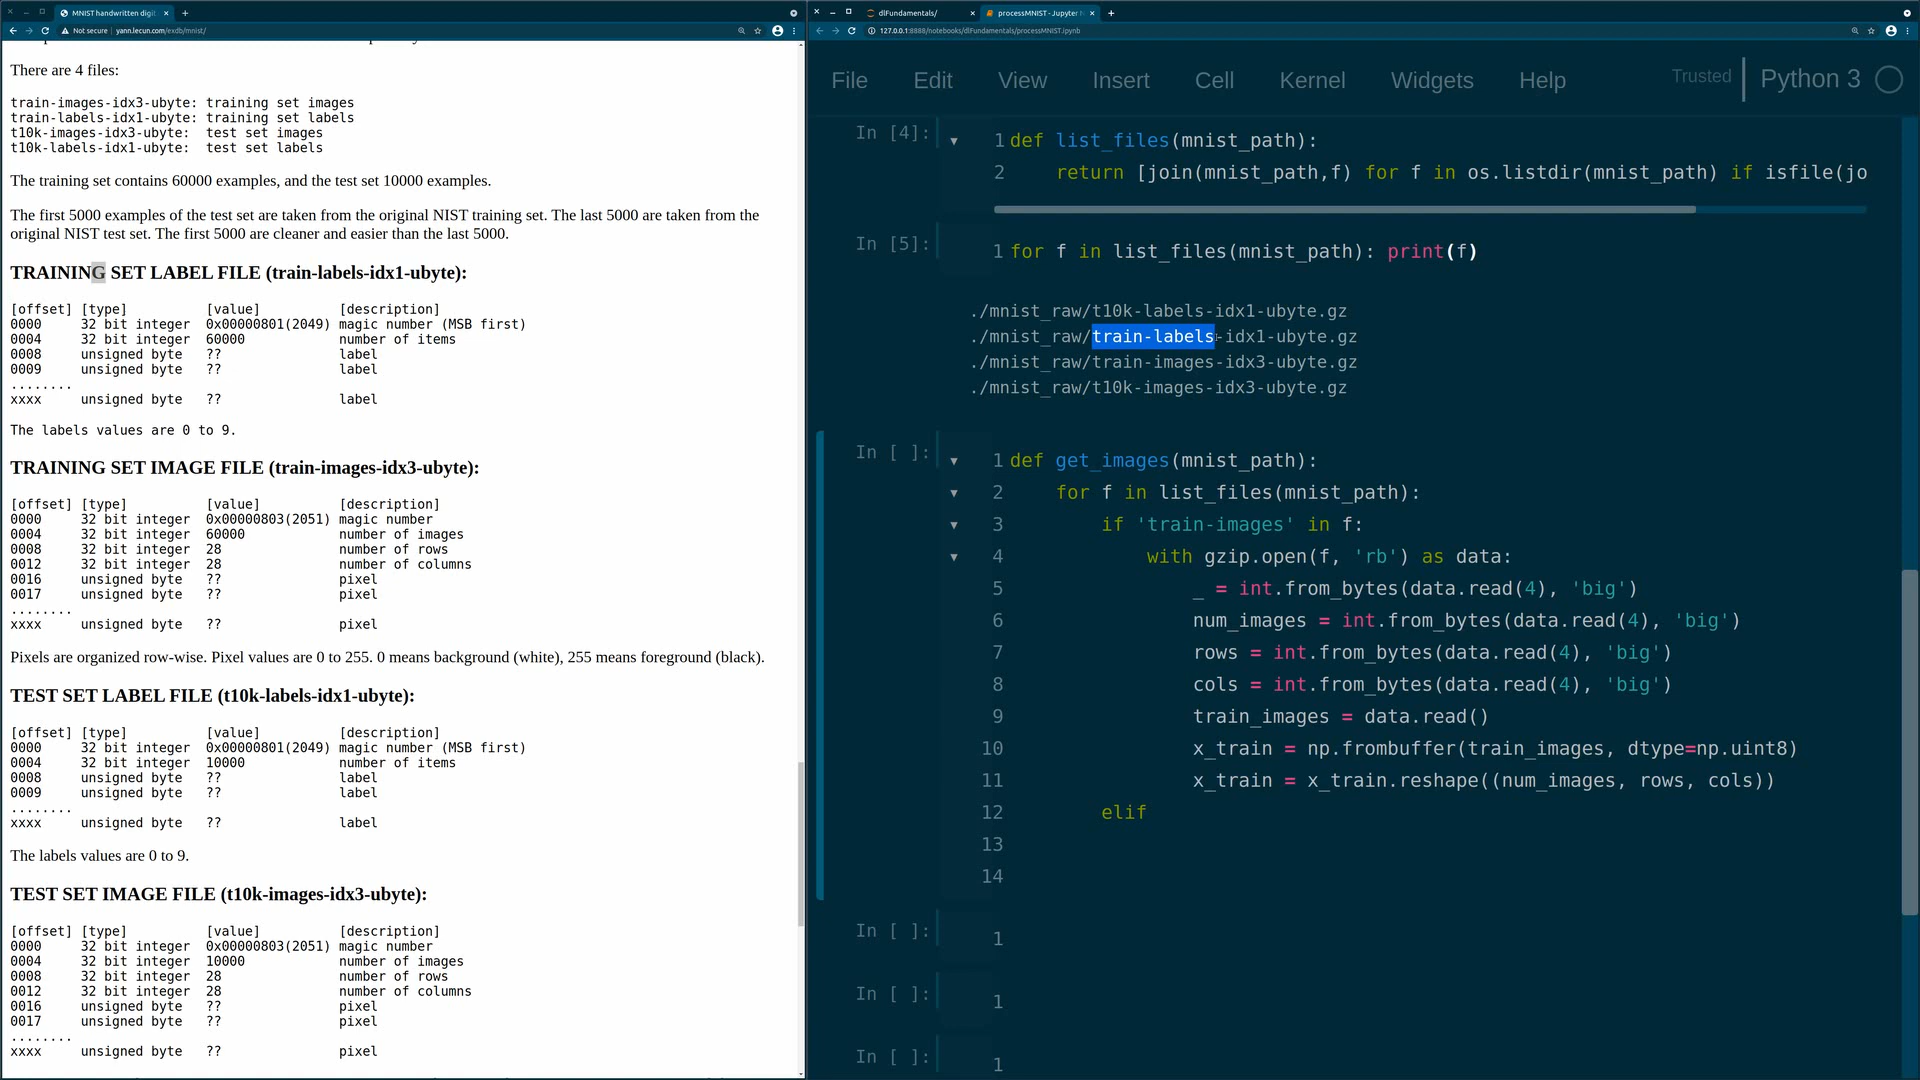 MNIST handwritten digi
Not secure | yann.lecun.com/exdb/mnist/
There are 4 files:
train-images-idx3-ubyte: training set images
train-labels-idx1-ubyte: training set labels
t10k-images-idx3-ubyte:  test set images
t10k-labels-idx1-ubyte:  test set labels
The training set contains 60000 examples, and the test set 10000 examples.
The first 5000 examples of the test set are taken from the original NIST training set. The last 5000 are taken from the
original NIST test set. The first 5000 are cleaner and easier than the last 5000.
TRAINING SET LABEL FILE (train-labels-idx1-ubyte):
[offset] [type]          [value]          [description]
0000     32 bit integer  0x00000801(2049) magic number (MSB first)
0004     32 bit integer  60000            number of items
0008     unsigned byte   ??               label
0009     unsigned byte   ??               label
........
xxxx     unsigned byte   ??               label
The labels values are 0 to 9.
TRAINING SET IMAGE FILE (train-images-idx3-ubyte):
[offset] [type]          [value]          [description]
0000     32 bit integer  0x00000803(2051) magic number
0004     32 bit integer  60000            number of images
0008     32 bit integer  28               number of rows
0012     32 bit integer  28               number of columns
0016     unsigned byte   ??               pixel
0017     unsigned byte   ??               pixel
........
xxxx     unsigned byte   ??               pixel
Pixels are organized row-wise. Pixel values are 0 to 255. 0 means background (white), 255 means foreground (black).
TEST SET LABEL FILE (t10k-labels-idx1-ubyte):
[offset] [type]          [value]          [description]
0000     32 bit integer  0x00000801(2049) magic number (MSB first)
0004     32 bit integer  10000            number of items
0008     unsigned byte   ??               label
0009     unsigned byte   ??               label
........
xxxx     unsigned byte   ??               label
The labels values are 0 to 9.
TEST SET IMAGE FILE (t10k-images-idx3-ubyte):
[offset] [type]          [value]          [description]
0000     32 bit integer  0x00000803(2051) magic number
0004     32 bit integer  10000            number of images
0008     32 bit integer  28               number of rows
0012     32 bit integer  28               number of columns
0016     unsigned byte   ??               pixel
0017     unsigned byte   ??               pixel
........
xxxx     unsigned byte   ??               pixel
dlFundamentals/
processMNIST - Jupyter
127.0.0.1:8888/notebooks/dlFundamentals/processMNIST.ipynb
File Edit View Insert Cell Kernel Widgets Help Trusted Python 3
In [4]:
1 def list_files(mnist_path):
2     return [join(mnist_path,f) for f in os.listdir(mnist_path) if isfile(jo
In [5]:
1 for f in list_files(mnist_path): print(f)
./mnist_raw/t10k-labels-idx1-ubyte.gz
./mnist_raw/train-labels-idx1-ubyte.gz
./mnist_raw/train-images-idx3-ubyte.gz
./mnist_raw/t10k-images-idx3-ubyte.gz
In [ ]:
1 def get_images(mnist_path):
2     for f in list_files(mnist_path):
3         if 'train-images' in f:
4             with gzip.open(f, 'rb') as data:
5                 _ = int.from_bytes(data.read(4), 'big')
6                 num_images = int.from_bytes(data.read(4), 'big')
7                 rows = int.from_bytes(data.read(4), 'big')
8                 cols = int.from_bytes(data.read(4), 'big')
9                 train_images = data.read()
10                 x_train = np.frombuffer(train_images, dtype=np.uint8)
11                 x_train = x_train.reshape((num_images, rows, cols))
12         elif
13
14
In [ ]: 1
In [ ]: 1
In [ ]: 1